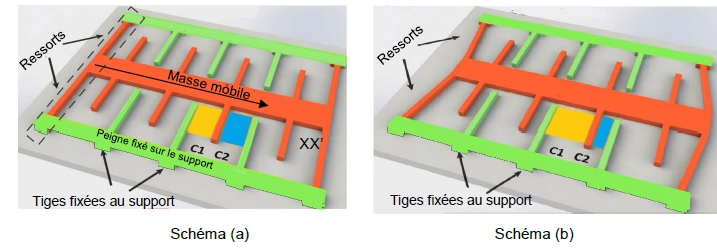 Ressorts
Masse mobile
XX'
C1 C2
Peigne fixé sur le support
Tiges fixées au support
Schéma (a)
Ressorts
C1 C2
Tiges fixées au support
Schéma (b)